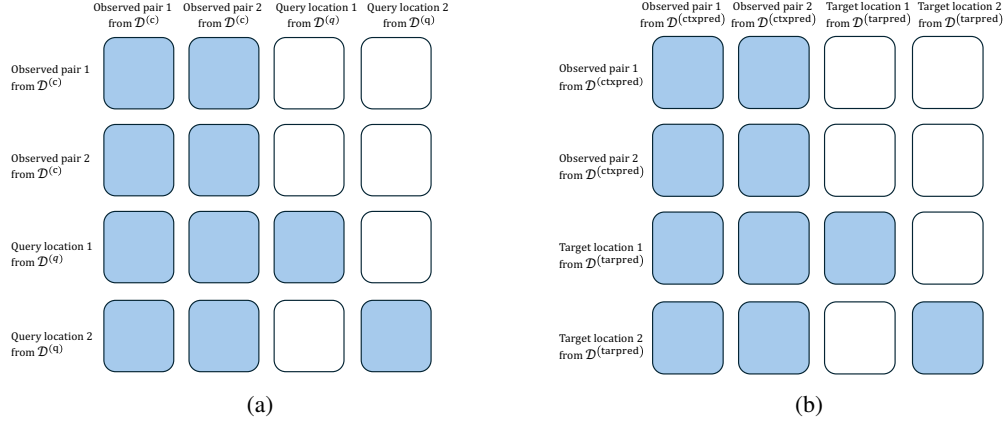 Observed pair 1
from 𝒟^(c)
Observed pair 2
from 𝒟^(c)
Query location 1
from 𝒟^(q)
Query location 2
from 𝒟^(q)
Observed pair 1
from 𝒟^(c)
Observed pair 2
from 𝒟^(c)
Query location 1
from 𝒟^(q)
Query location 2
from 𝒟^(q)
(a)
Observed pair 1
from 𝒟^(ctxpred)
Observed pair 2
from 𝒟^(ctxpred)
Target location 1
from 𝒟^(tarpred)
Target location 2
from 𝒟^(tarpred)
Observed pair 1
from 𝒟^(ctxpred)
Observed pair 2
from 𝒟^(ctxpred)
Target location 1
from 𝒟^(tarpred)
Target location 2
from 𝒟^(tarpred)
(b)